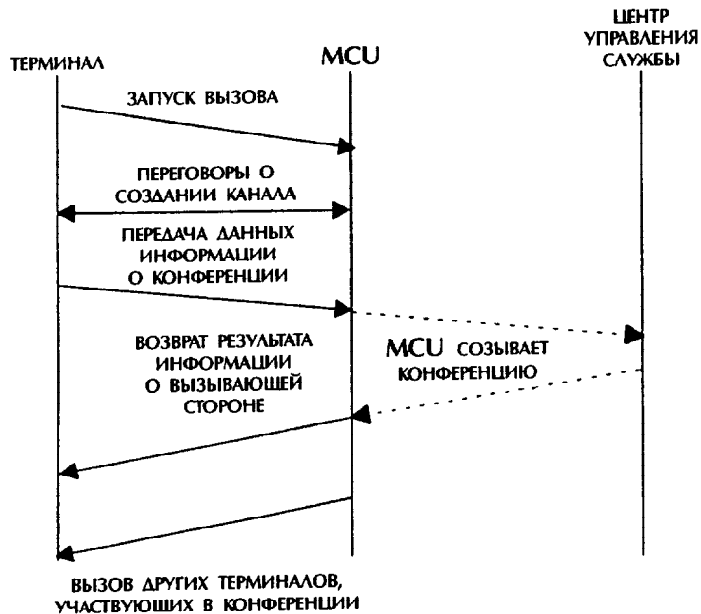 ТЕРМИНАЛ
MCU
ЦЕНТР
УПРАВЛЕНИЯ
СЛУЖБЫ
ЗАПУСК ВЫЗОВА
ПЕРЕГОВОРЫ О
СОЗДАНИИ КАНАЛА
ПЕРЕДАЧА ДАННЫХ
ИНФОРМАЦИИ
О КОНФЕРЕНЦИИ
ВОЗВРАТ РЕЗУЛЬТАТА
ИНФОРМАЦИИ
О ВЫЗЫВАЮЩЕЙ
СТОРОНЕ
MCU СОЗЫВАЕТ
КОНФЕРЕНЦИЮ
ВЫЗОВ ДРУГИХ ТЕРМИНАЛОВ,
УЧАСТВУЮЩИХ В КОНФЕРЕНЦИИ